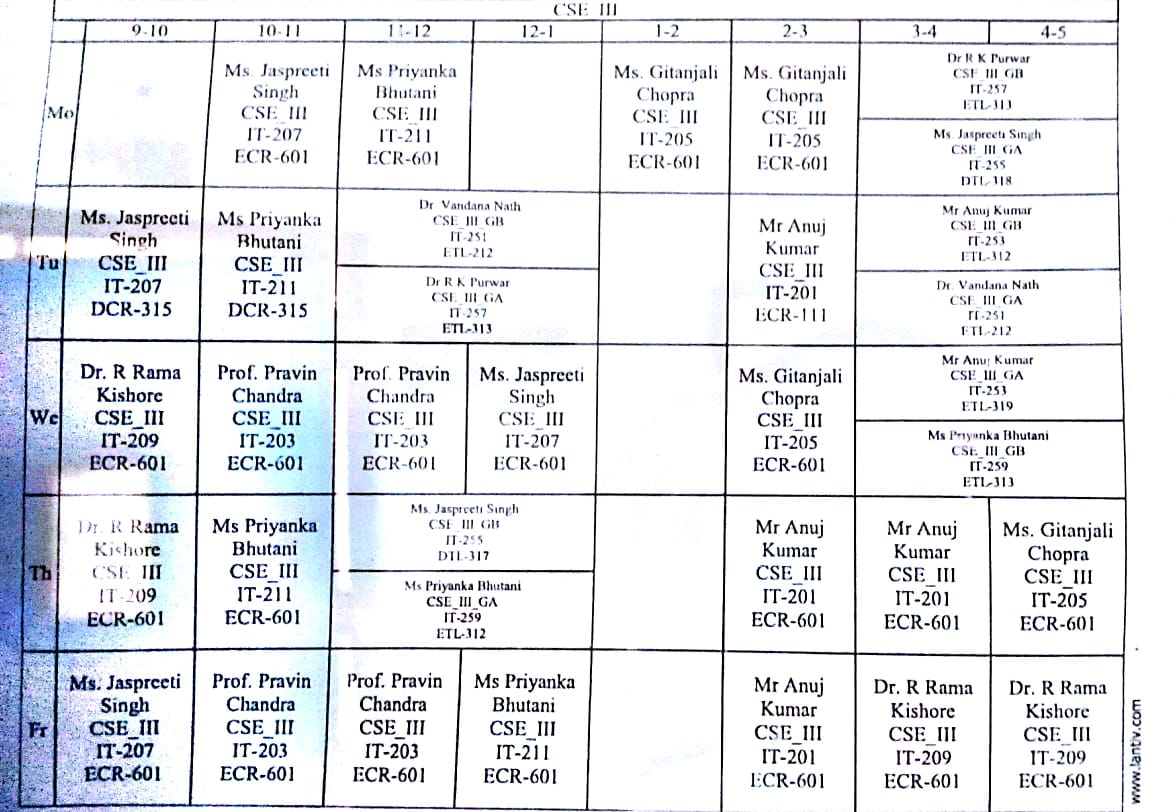 CSE III
9-10 10-11 11-12 12-1 1-2 2-3 3-4 4-5
Mo
Ms. Jaspreeti
Singh
CSE_III
IT-207
ECR-601
Ms Priyanka
Bhutani
CSE_III
IT-211
ECR-601
Ms. Gitanjali
Chopra
CSE_III
IT-205
ECR-601
Ms. Gitanjali
Chopra
CSE_III
IT-205
ECR-601
Dr R K Purwar
CSE_III_GB
IT-257
ETL-313
Ms. Jaspreeti Singh
CSE_III_GA
IT-255
DTL-318
Tu
Ms. Jaspreeti
Singh
CSE_III
IT-207
DCR-315
Ms Priyanka
Bhutani
CSE_III
IT-211
DCR-315
Dr Vandana Nath
CSE_III_GB
IT-251
ETL-212
Dr R K Purwar
CSE_III_GA
IT-257
ETL-313
Mr Anuj
Kumar
CSE_III
IT-201
ECR-111
Mr Anuj Kumar
CSE_III_GB
IT-253
ETL-312
Dr. Vandana Nath
CSE_III_GA
IT-251
ETL-212
We
Dr. R Rama
Kishore
CSE_III
IT-209
ECR-601
Prof. Pravin
Chandra
CSE_III
IT-203
ECR-601
Prof. Pravin
Chandra
CSE_III
IT-203
ECR-601
Ms. Jaspreeti
Singh
CSE_III
IT-207
ECR-601
Ms. Gitanjali
Chopra
CSE_III
IT-205
ECR-601
Mr Anuj Kumar
CSE_III_GA
IT-253
ETL-319
Ms Priyanka Bhutani
CSE_III_GB
IT-259
ETL-313
Th
Dr. R Rama
Kishore
CSE_III
IT-209
ECR-601
Ms Priyanka
Bhutani
CSE_III
IT-211
ECR-601
Ms. Jaspreeti Singh
CSE_III_GB
IT-255
DTL-317
Ms Priyanka Bhutani
CSE_III_GA
IT-259
ETL-312
Mr Anuj
Kumar
CSE_III
IT-201
ECR-601
Mr Anuj
Kumar
CSE_III
IT-201
ECR-601
Ms. Gitanjali
Chopra
CSE_III
IT-205
ECR-601
Fr
Ms. Jaspreeti
Singh
CSE_III
IT-207
ECR-601
Prof. Pravin
Chandra
CSE_III
IT-203
ECR-601
Prof. Pravin
Chandra
CSE_III
IT-203
ECR-601
Ms Priyanka
Bhutani
CSE_III
IT-211
ECR-601
Mr Anuj
Kumar
CSE_III
IT-201
ECR-601
Dr. R Rama
Kishore
CSE_III
IT-209
ECR-601
Dr. R Rama
Kishore
CSE_III
IT-209
ECR-601
www.lantiv.com